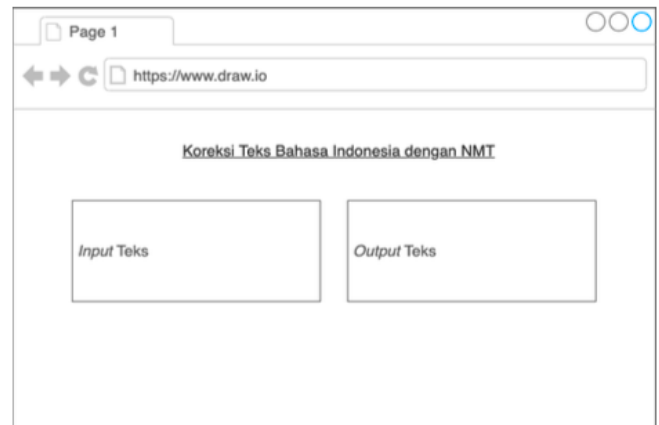 Page 1
https://www.draw.io
Koreksi Teks Bahasa Indonesia dengan NMT
Input Teks
Output Teks